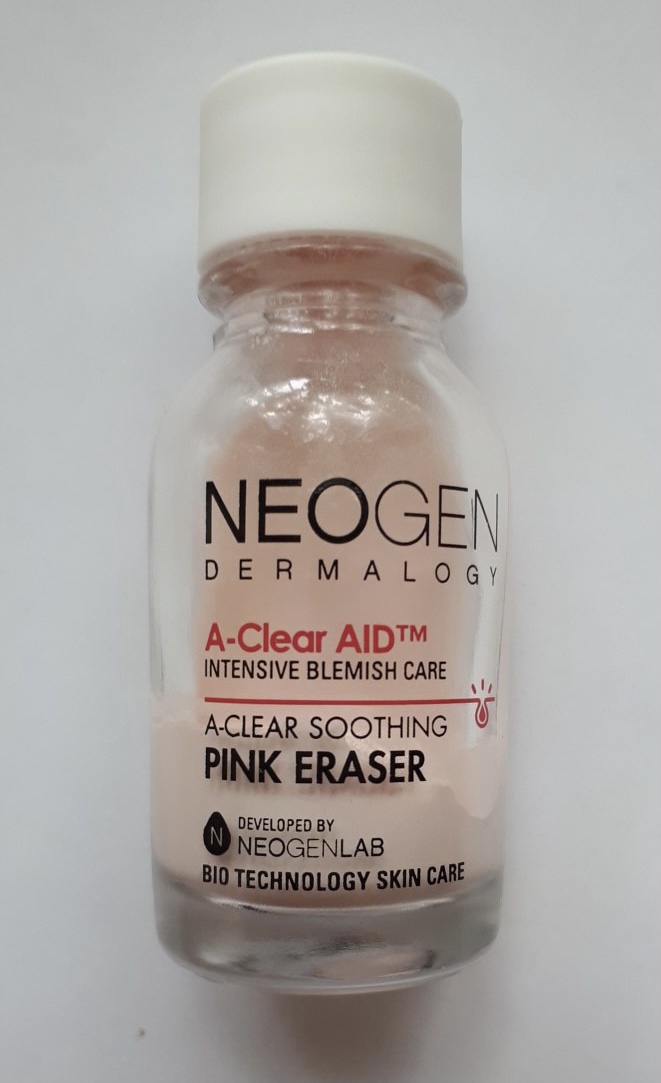 NEOGEN
DERMALOGY
A-Clear AID™
INTENSIVE BLEMISH CARE
A-CLEAR SOOTHING
PINK ERASER
N
DEVELOPED BY
NEOGENLAB
BIO TECHNOLOGY SKIN CARE